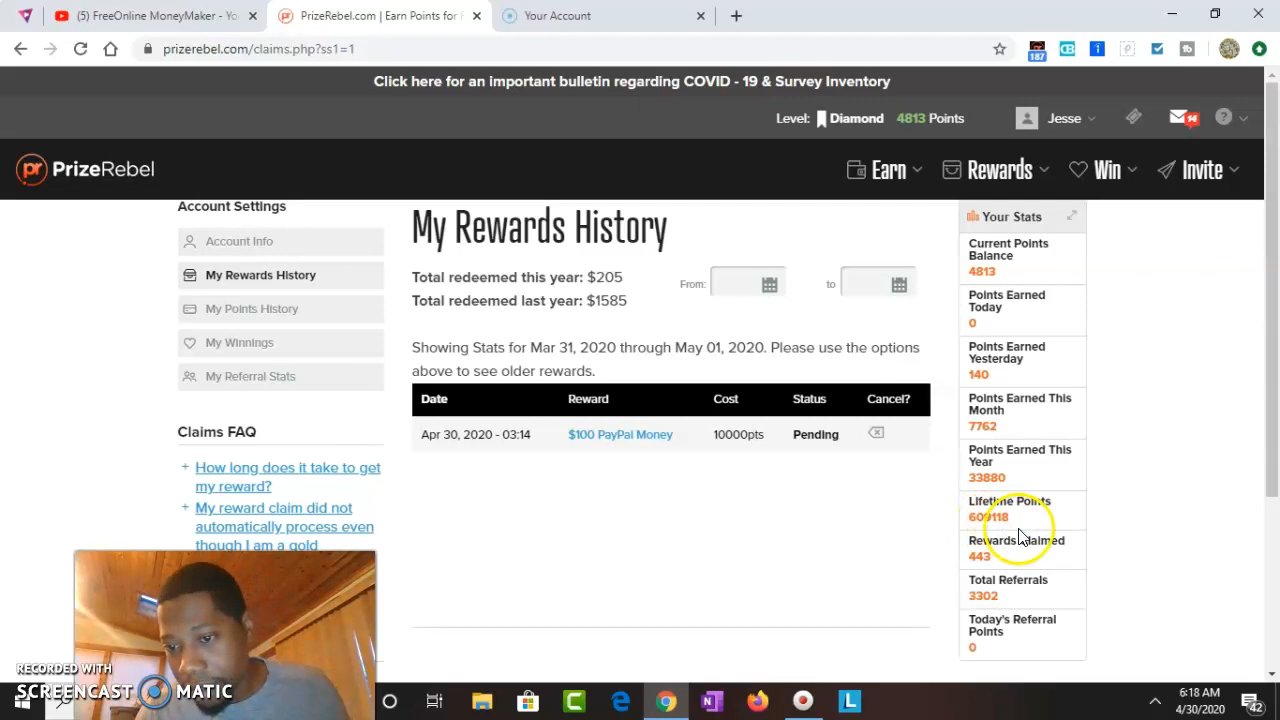 (5) FreeOnline MoneyMaker - Yo
PrizeRebel.com | Earn Points for
Your Account
prizerebel.com/claims.php?ss1=1
187
Click here for an important bulletin regarding COVID - 19 & Survey Inventory
Level: Diamond 4813 Points
Jesse
14
pr PrizeRebel
Earn
Rewards
Win
Invite
Account Settings
Account Info
My Rewards History
My Points History
My Winnings
My Referral Stats
Claims FAQ
+ How long does it take to get
my reward?
+ My reward claim did not
automatically process even
though I am a gold
My Rewards History
Total redeemed this year: $205
Total redeemed last year: $1585
From:
to
Showing Stats for Mar 31, 2020 through May 01, 2020. Please use the options
above to see older rewards.
Date Reward Cost Status Cancel?
Apr 30, 2020 - 03:14 $100 PayPal Money 10000pts Pending
Your Stats
Current Points
Balance
4813
Points Earned
Today
0
Points Earned
Yesterday
140
Points Earned This
Month
7762
Points Earned This
Year
33880
Lifetime Points
609118
Rewards Claimed
443
Total Referrals
3302
Today's Referral
Points
0
RECORDED WITH
SCREENCAST MATIC
6:18 AM
4/30/2020
42